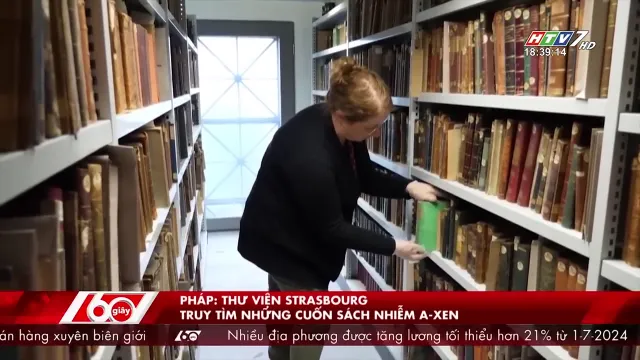 HTV7 HD
18:39:14
PHÁP: THƯ VIỆN STRASBOURG
TRUY TÌM NHỮNG CUỐN SÁCH NHIỄM A-XEN
60 giây
án hàng xuyên biên giới Nhiều địa phương được tăng lương tối thiểu hơn 21% từ 1-7-2024